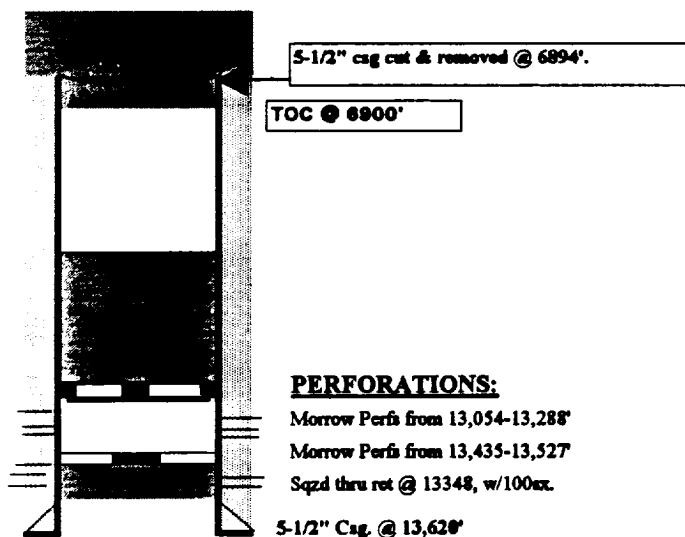 5-1/2" csg cut & removed @ 6894'.
TOC @ 6900'
PERFORATIONS:
Morrow Perfs from 13,054-13,288'
Morrow Perfs from 13,435-13,527'
Sqzd thru ret @ 13348, w/100sx.
5-1/2" Csg. @ 13,620'